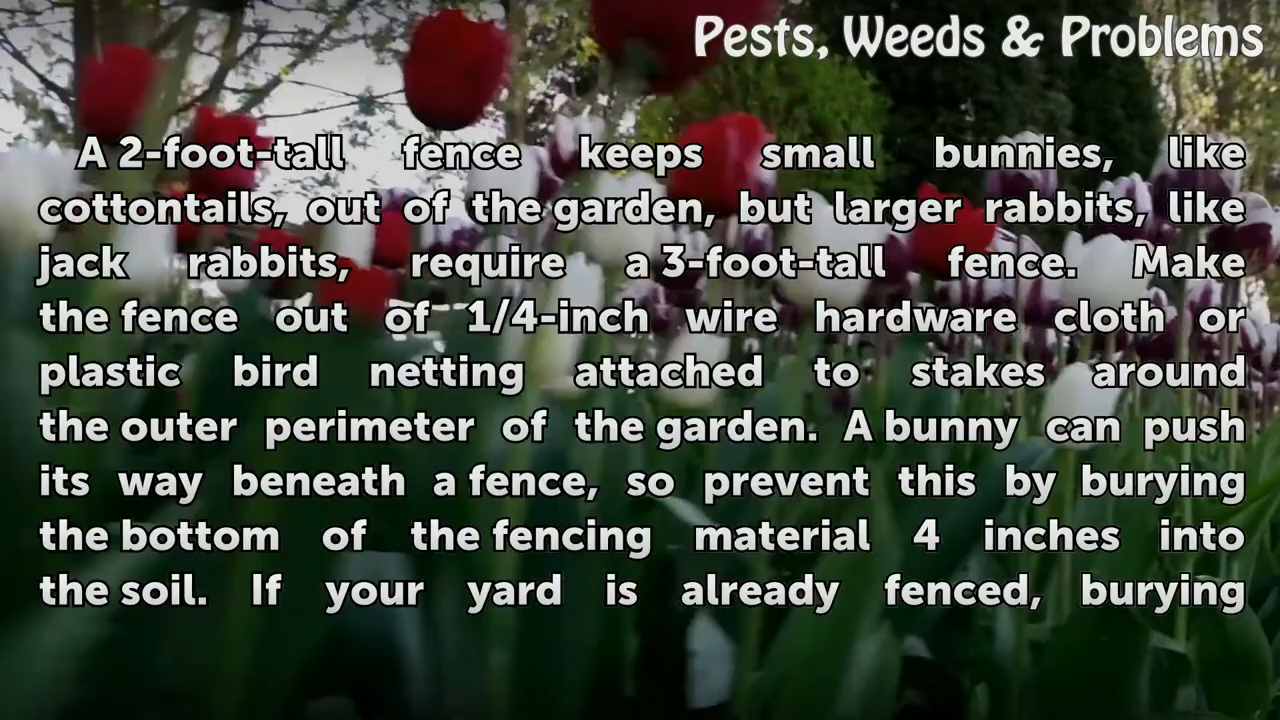 Pests, Weeds & Problems
A 2-foot-tall fence keeps small bunnies, like
cottontails, out of the garden, but larger rabbits, like
jack rabbits, require a 3-foot-tall fence. Make
the fence out of 1/4-inch wire hardware cloth or
plastic bird netting attached to stakes around
the outer perimeter of the garden. A bunny can push
its way beneath a fence, so prevent this by burying
the bottom of the fencing material 4 inches into
the soil. If your yard is already fenced, burying